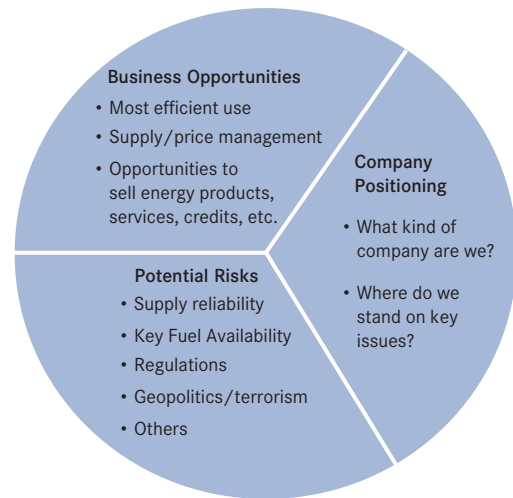 Business Opportunities
• Most efficient use
• Supply/price management
• Opportunities to
sell energy products,
services, credits, etc.
Company
Positioning
• What kind of
company are we?
• Where do we
stand on key
issues?
Potential Risks
• Supply reliability
• Key Fuel Availability
• Regulations
• Geopolitics/terrorism
• Others